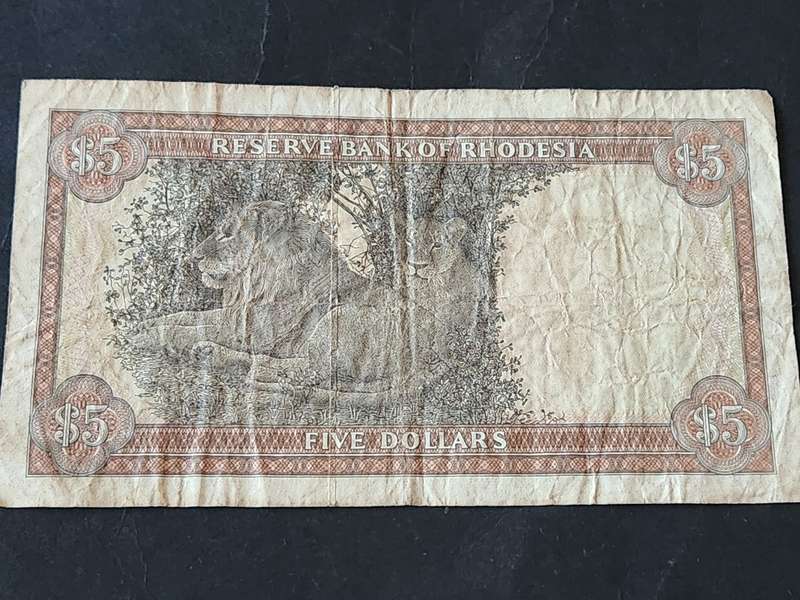 $5 RESERVE BANK OF RHODESIA $5
$5 FIVE DOLLARS $5